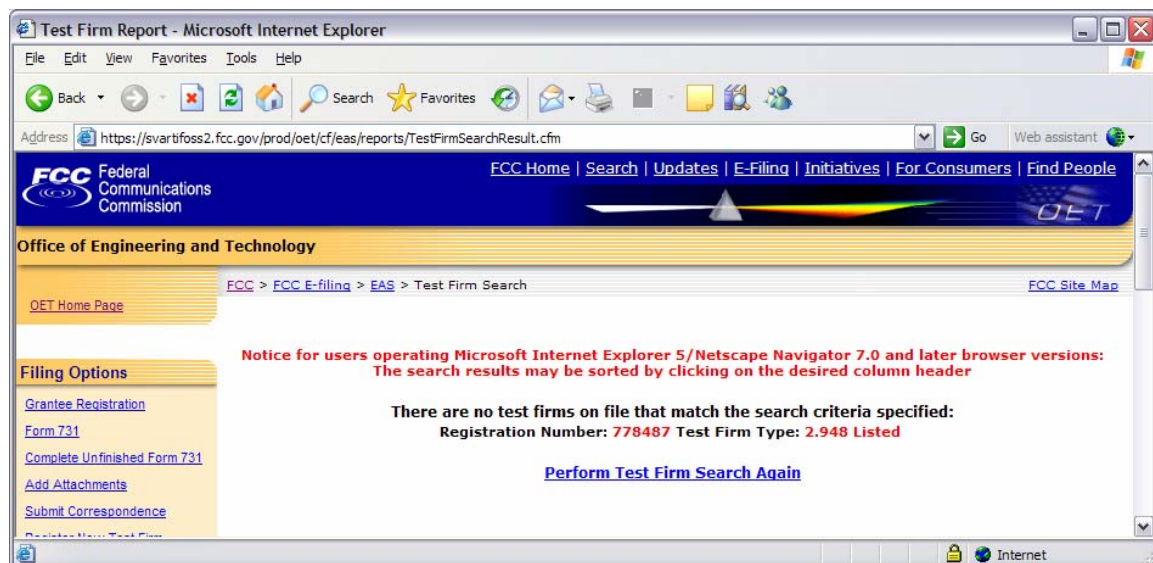 Test Firm Report - Microsoft Internet Explorer
File Edit View Favorites Tools Help
Back Search Favorites
Address https://svartifoss2.fcc.gov/prod/oet/cf/eas/reports/TestFirmSearchResult.cfm Go Web assistant
FCC Federal Communications Commission
FCC Home | Search | Updates | E-Filing | Initiatives | For Consumers | Find People
OET
Office of Engineering and Technology
FCC > FCC E-filing > EAS > Test Firm Search FCC Site Map
OET Home Page
Notice for users operating Microsoft Internet Explorer 5/Netscape Navigator 7.0 and later browser versions:
The search results may be sorted by clicking on the desired column header
There are no test firms on file that match the search criteria specified:
Registration Number: 778487 Test Firm Type: 2.948 Listed
Perform Test Firm Search Again
Filing Options
Grantee Registration
Form 731
Complete Unfinished Form 731
Add Attachments
Submit Correspondence
Register New Test Firm
Internet